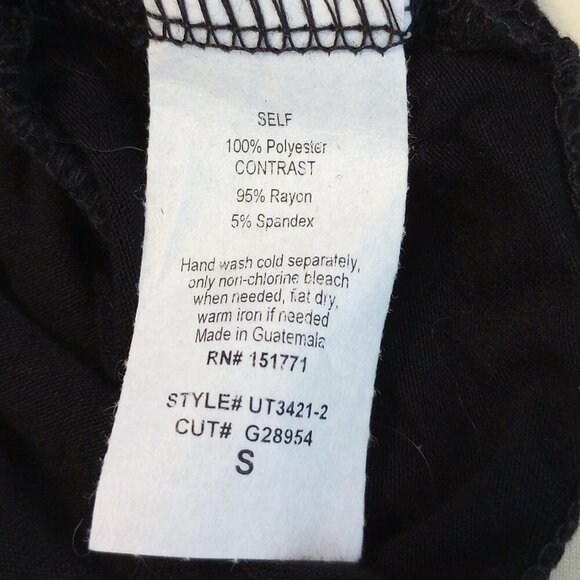 SELF
100% Polyester
CONTRAST
95% Rayon
5% Spandex
Hand wash cold separately,
only non-chlorine bleach
when needed, flat dry,
warm iron if needed
Made in Guatemala
RN# 151771
STYLE# UT3421-2
CUT# G28954
S